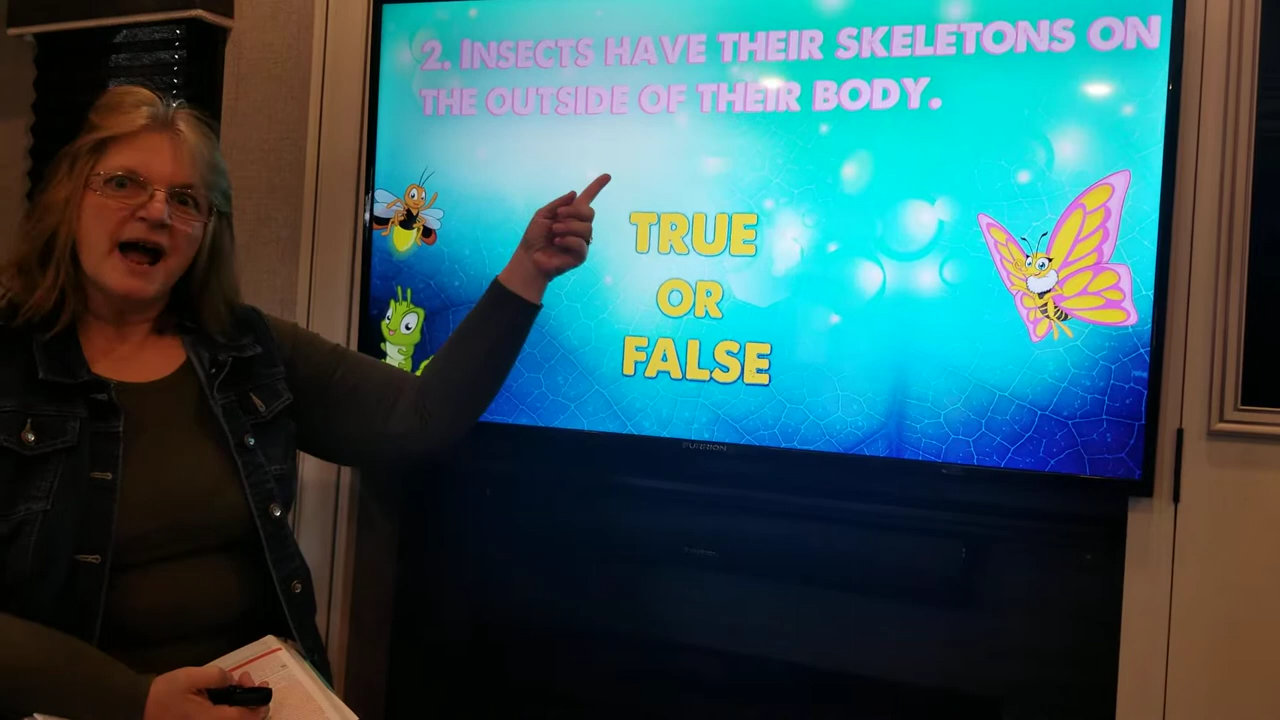 2. INSECTS HAVE THEIR SKELETONS ON
THE OUTSIDE OF THEIR BODY.
TRUE
OR
FALSE